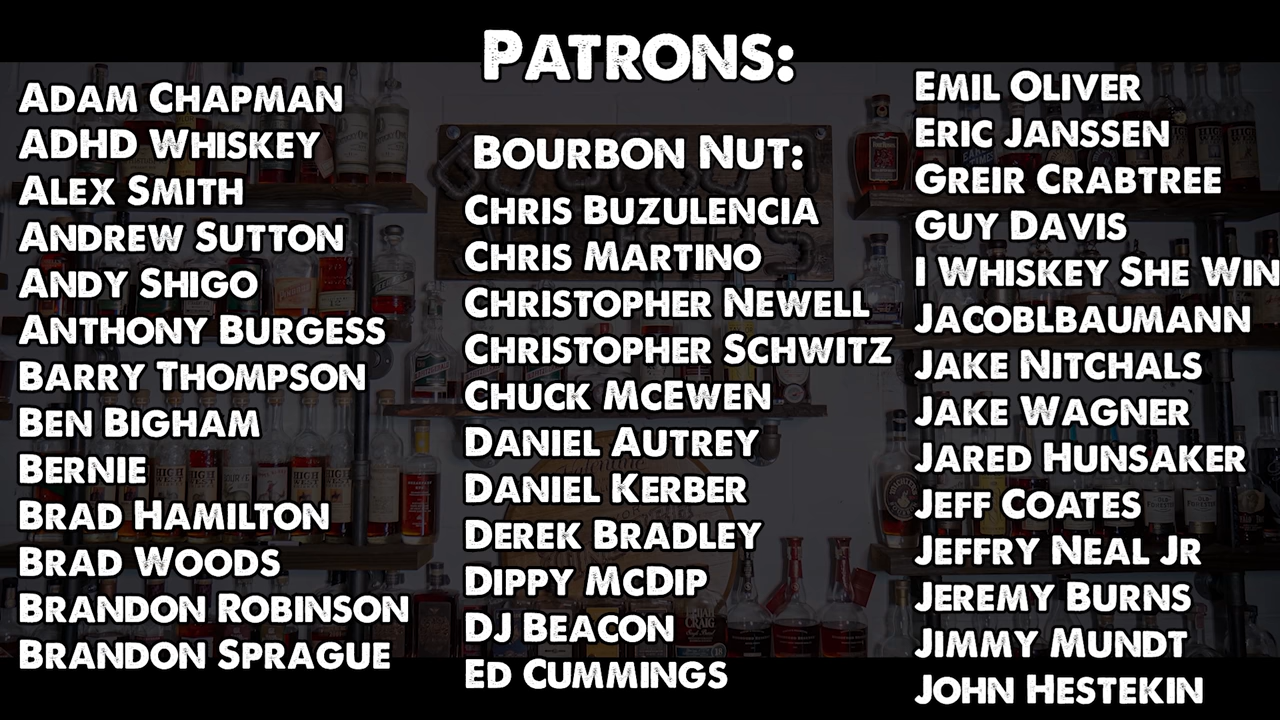 Patrons:
Adam Chapman
ADHD Whiskey
Alex Smith
Andrew Sutton
Andy Shigo
Anthony Burgess
Barry Thompson
Ben Bigham
Bernie
Brad Hamilton
Brad Woods
Brandon Robinson
Brandon Sprague
Bourbon Nut:
Chris Buzulencia
Chris Martino
Christopher Newell
Christopher Schwitz
Chuck McEwen
Daniel Autrey
Daniel Kerber
Derek Bradley
Dippy McDip
DJ Beacon
Ed Cummings
Emil Oliver
Eric Janssen
Greir Crabtree
Guy Davis
I Whiskey She Win
Jacoblbaumann
Jake Nitchals
Jake Wagner
Jared Hunsaker
Jeff Coates
Jeffry Neal Jr
Jeremy Burns
Jimmy Mundt
John Hestekin